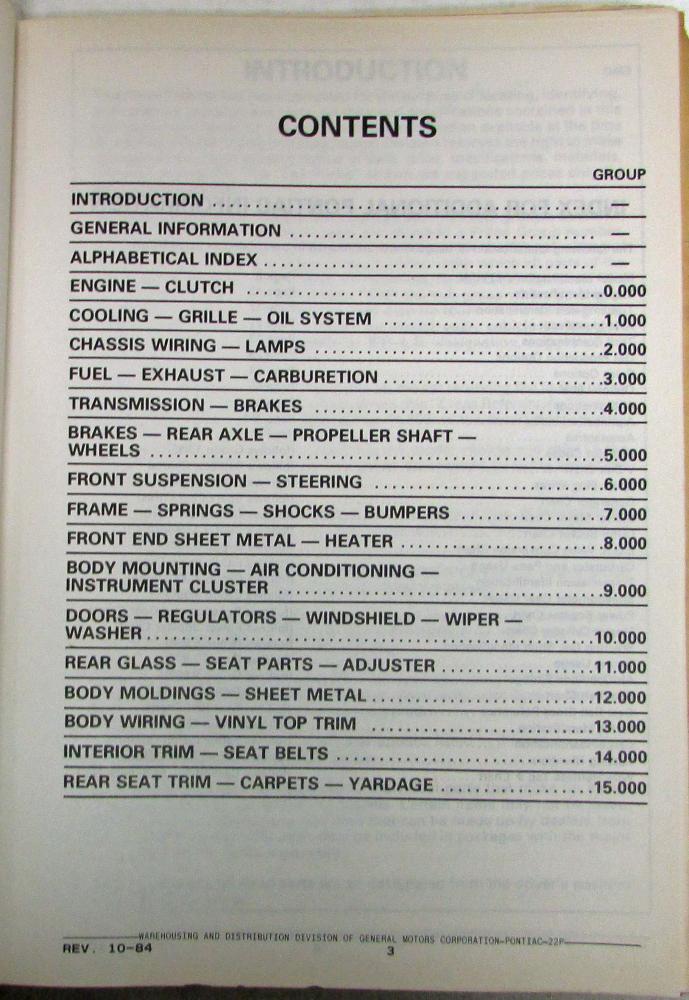 CONTENTS
GROUP
INTRODUCTION ........................................ —
GENERAL INFORMATION ................................ —
ALPHABETICAL INDEX .................................. —
ENGINE — CLUTCH .....................................0.000
COOLING — GRILLE — OIL SYSTEM ........................1.000
CHASSIS WIRING — LAMPS ...............................2.000
FUEL — EXHAUST — CARBURETION ........................3.000
TRANSMISSION — BRAKES ...............................4.000
BRAKES — REAR AXLE — PROPELLER SHAFT —
WHEELS .............................................5.000
FRONT SUSPENSION — STEERING .........................6.000
FRAME — SPRINGS — SHOCKS — BUMPERS ..................7.000
FRONT END SHEET METAL — HEATER ......................8.000
BODY MOUNTING — AIR CONDITIONING —
INSTRUMENT CLUSTER .................................9.000
DOORS — REGULATORS — WINDSHIELD — WIPER —
WASHER ............................................10.000
REAR GLASS — SEAT PARTS — ADJUSTER ..................11.000
BODY MOLDINGS — SHEET METAL .........................12.000
BODY WIRING — VINYL TOP TRIM ........................13.000
INTERIOR TRIM — SEAT BELTS ..........................14.000
REAR SEAT TRIM — CARPETS — YARDAGE ..................15.000
WAREHOUSING AND DISTRIBUTION DIVISION OF GENERAL MOTORS CORPORATION—PONTIAC—22P
REV. 10-84
3